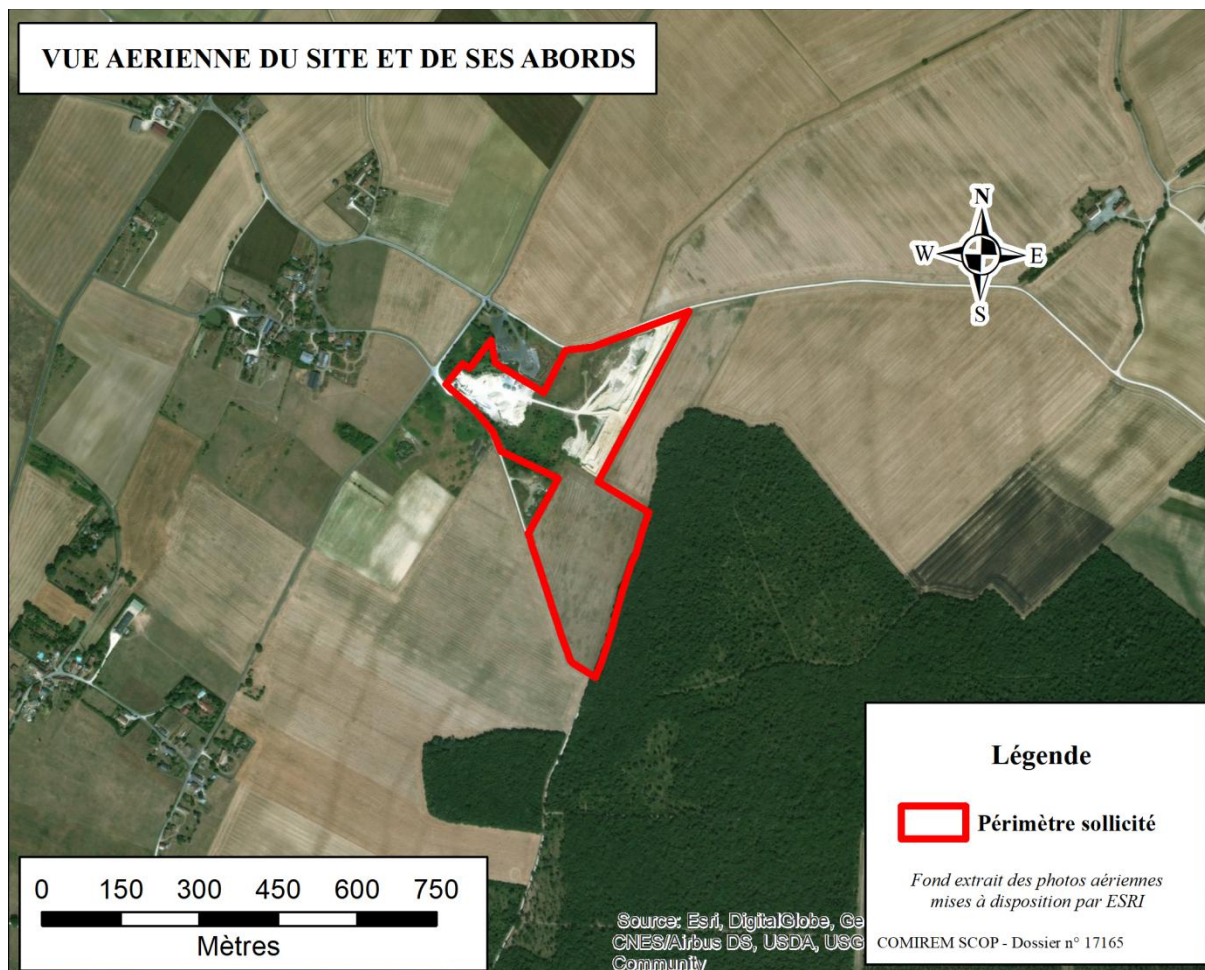 VUE AERIENNE DU SITE ET DE SES ABORDS
N
W E
S
Légende
Périmètre sollicité
Fond extrait des photos aériennes
mises à disposition par ESRI
COMIREM SCOP - Dossier n° 17165
0 150 300 450 600 750
Mètres
Source: Esri, DigitalGlobe, Ge
CNES/Airbus DS, USDA, USG
Community